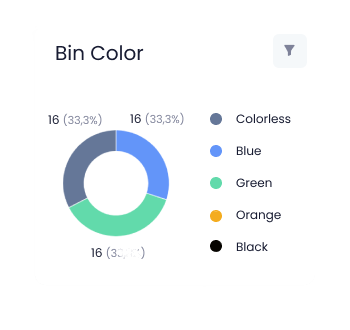 Bin Color
16 (33,3%)
16 (33,3%)
Colorless
Blue
Green
Orange
Black
16